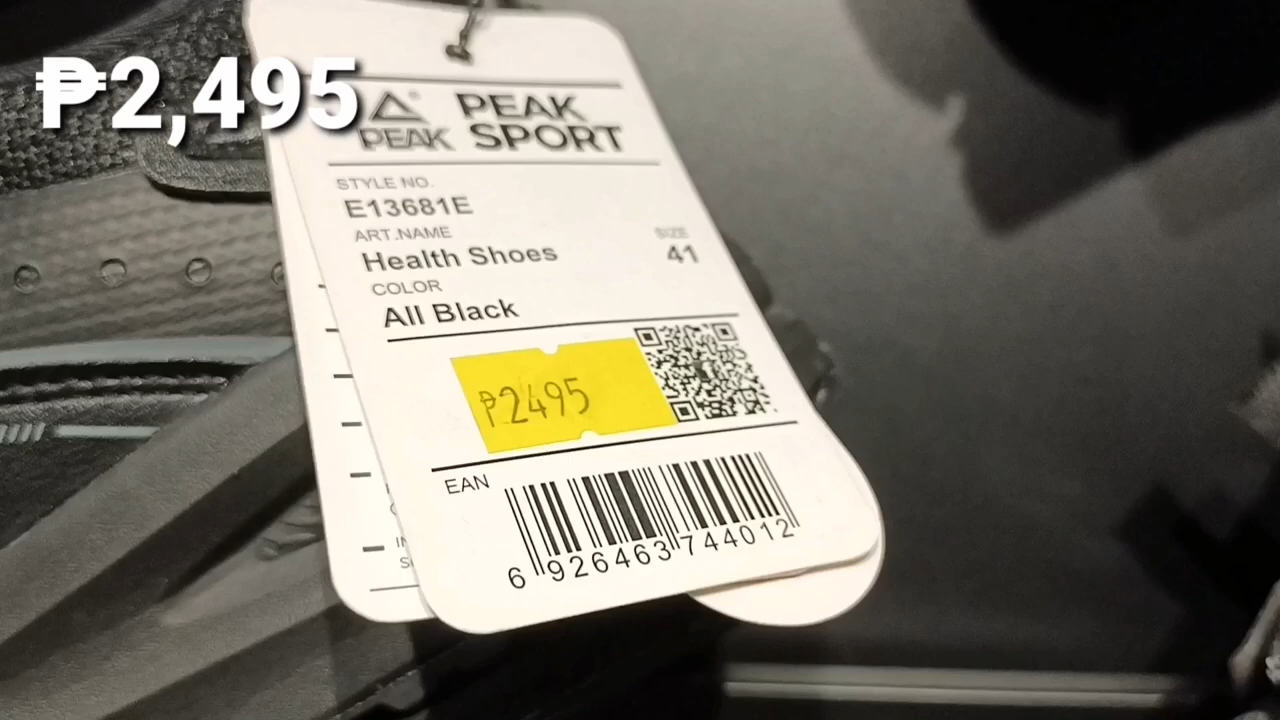 ₱2,495
PEAK
PEAK SPORT
STYLE NO.
E13681E
ART.NAME
Health Shoes
SIZE
41
COLOR
All Black
₱2495
EAN
6 926463 744012